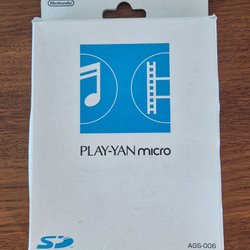 Nintendo
PLAY-YAN micro
SD
AGS-006